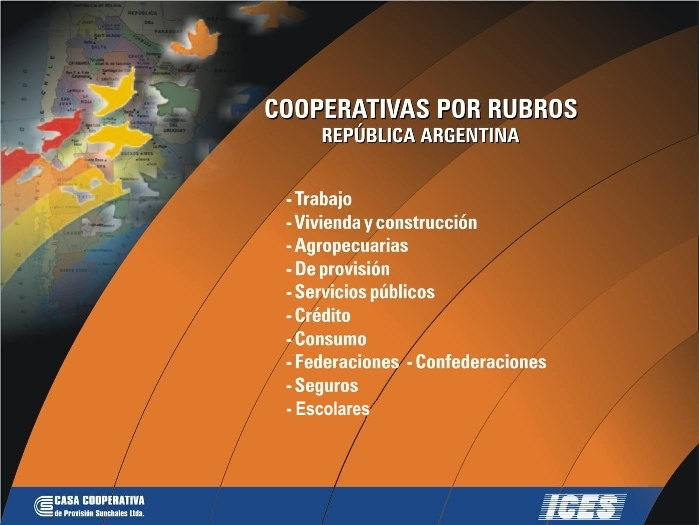 COOPERATIVAS POR RUBROS
REPÚBLICA ARGENTINA
- Trabajo
- Vivienda y construcción
- Agropecuarias
- De provisión
- Servicios públicos
- Crédito
- Consumo
- Federaciones - Confederaciones
- Seguros
- Escolares
CASA COOPERATIVA
de Provisión Sunchales Ltda.
ICES